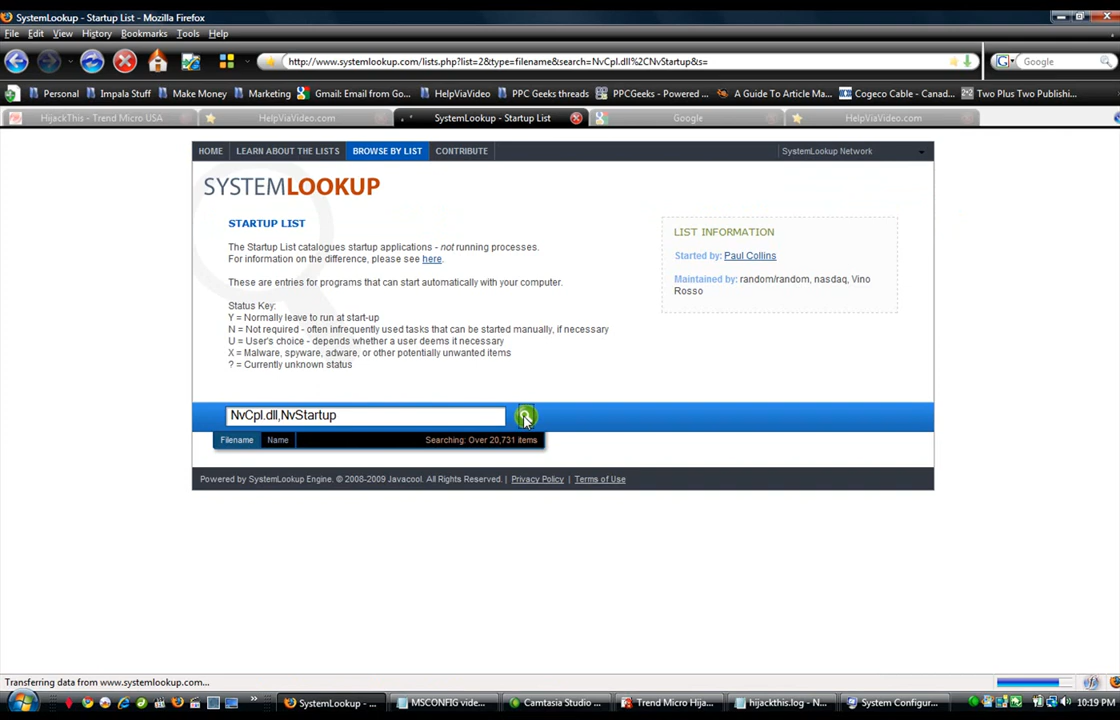 SystemLookup - Startup List - Mozilla Firefox
File Edit View History Bookmarks Tools Help
http://www.systemlookup.com/lists.php?list=2&type=filename&search=NvCpl.dll%2CNvStartup&s=
Google
Personal Impala Stuff Make Money Marketing Gmail: Email from Go... HelpViaVideo PPC Geeks threads PPCGeeks - Powered ... A Guide To Article Ma... Cogeco Cable - Canad... Two Plus Two Publishi...
HijackThis - Trend Micro USA HelpViaVideo.com SystemLookup - Startup List Google HelpViaVideo.com
HOME LEARN ABOUT THE LISTS BROWSE BY LIST CONTRIBUTE SystemLookup Network
SYSTEMLOOKUP
STARTUP LIST
The Startup List catalogues startup applications - not running processes.
For information on the difference, please see here.
These are entries for programs that can start automatically with your computer.
Status Key:
Y = Normally leave to run at start-up
N = Not required - often infrequently used tasks that can be started manually, if necessary
U = User's choice - depends whether a user deems it necessary
X = Malware, spyware, adware, or other potentially unwanted items
? = Currently unknown status
LIST INFORMATION
Started by: Paul Collins
Maintained by: random/random, nasdaq, Vino
Rosso
NvCpl.dll,NvStartup
Filename Name Searching: Over 20,731 items
Powered by SystemLookup Engine. © 2008-2009 Javacool. All Rights Reserved. | Privacy Policy | Terms of Use
Transferring data from www.systemlookup.com...
SystemLookup - ... MSCONFIG vide... Camtasia Studio ... Trend Micro Hija... hijackthis.log - N... System Configur... 10:19 PM